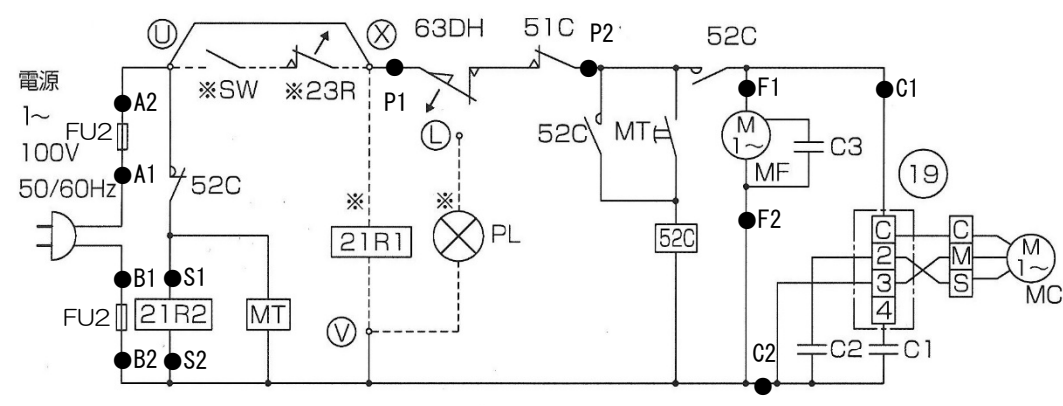 U X 63DH 51C P2 52C
電源 ※SW ※23R P1 F1 C1
A2
1~ FU2 L 52C MT M 1~ C3
100V A1 52C MF 19
50/60Hz ※ ※ F2
21R1 PL 52C C C M 1~
2 M
B1 S1 3 S MC
FU2 21R2 MT 4
V C2 C2 C1
B2 S2